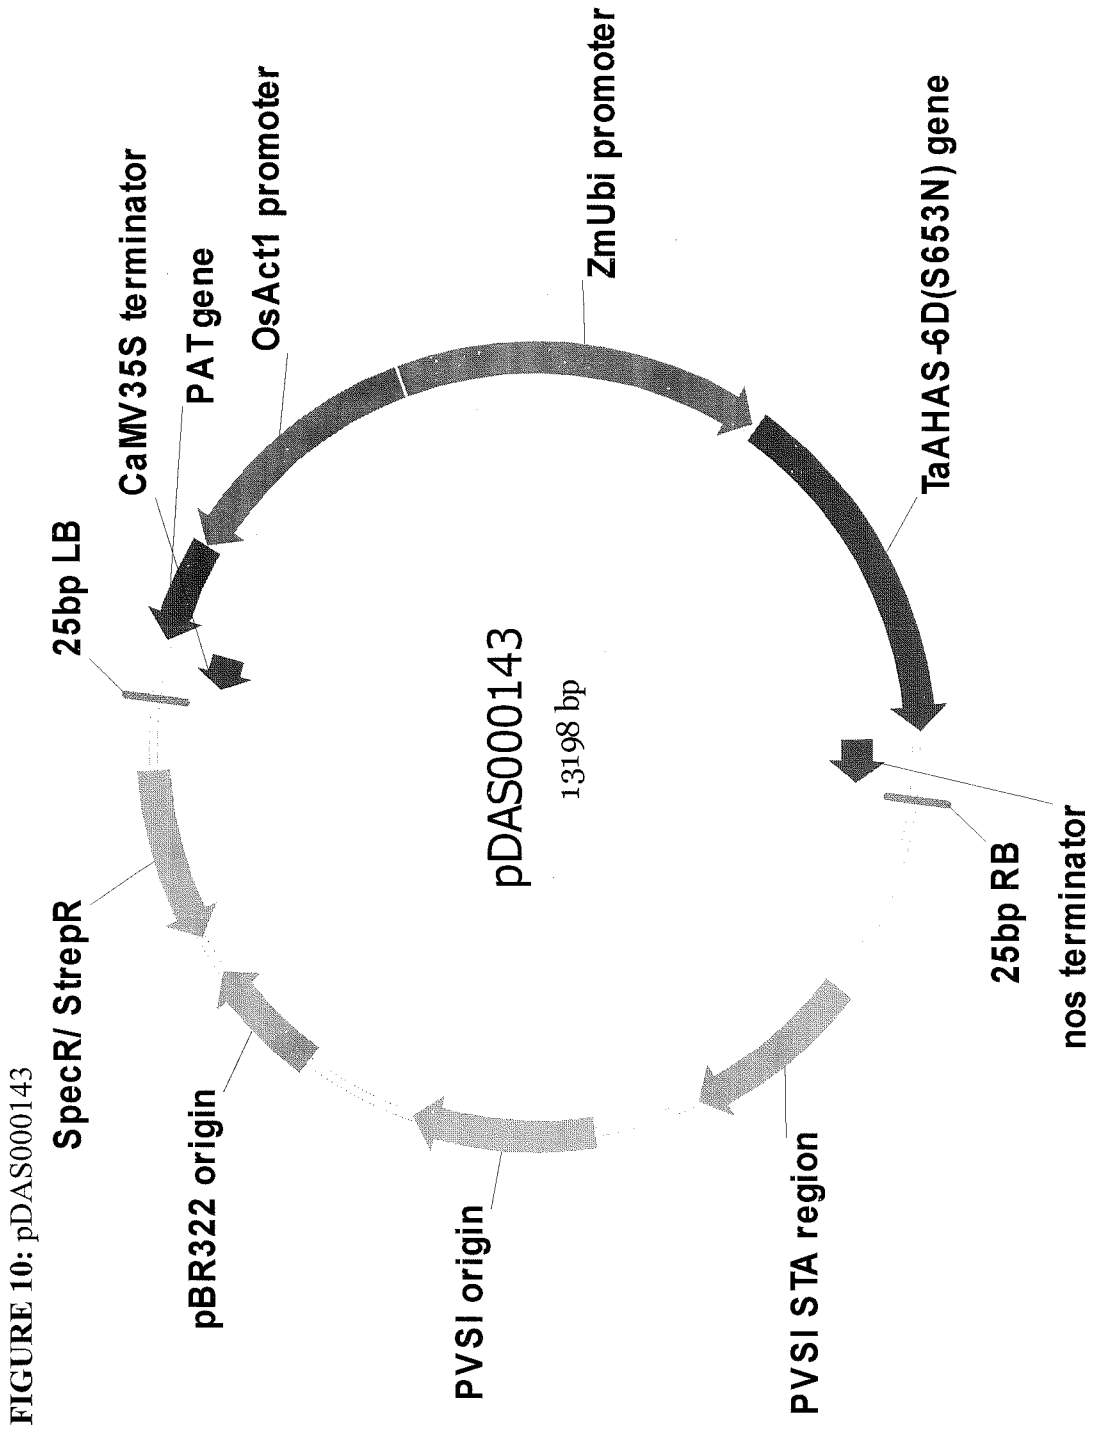 FIGURE 10: pDAS000143
25bp LB
CaMV35S terminator
PAT gene
OsAct1 promoter
ZmUbi promoter
TaAHAS-6D(S653N) gene
nos terminator
25bp RB
PVSI STA region
PVSI origin
pBR322 origin
SpecR/ StrepR
pDAS000143
13198 bp